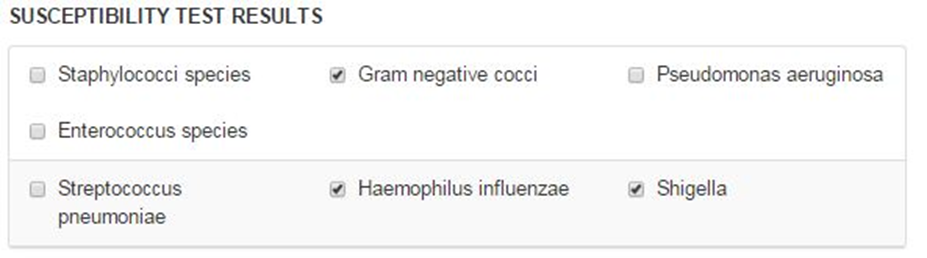 SUSCEPTIBILITY TEST RESULTS
Staphylococci species
Gram negative cocci
Pseudomonas aeruginosa
Enterococcus species
Streptococcus
pneumoniae
Haemophilus influenzae
Shigella